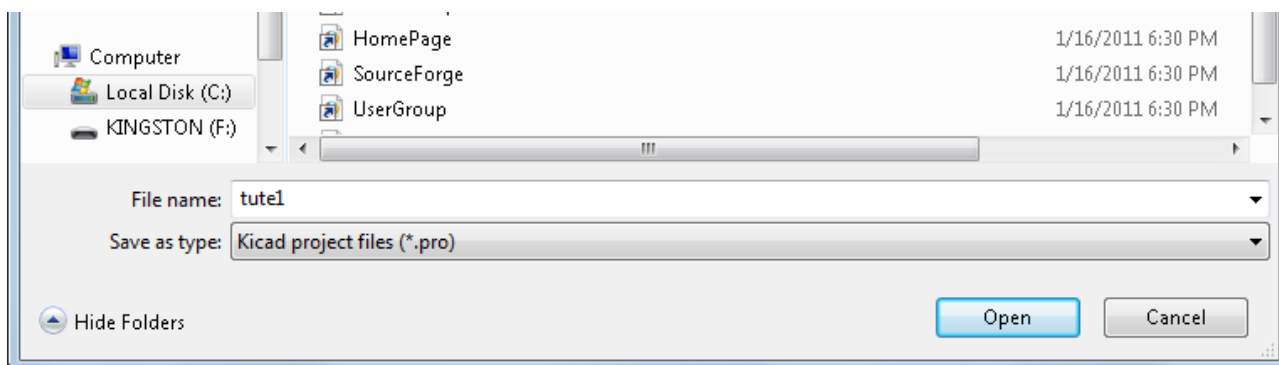 Computer
Local Disk (C:)
KINGSTON (F:)
HomePage 1/16/2011 6:30 PM
SourceForge 1/16/2011 6:30 PM
UserGroup 1/16/2011 6:30 PM
File name: tute1
Save as type: Kicad project files (*.pro)
Hide Folders
Open
Cancel